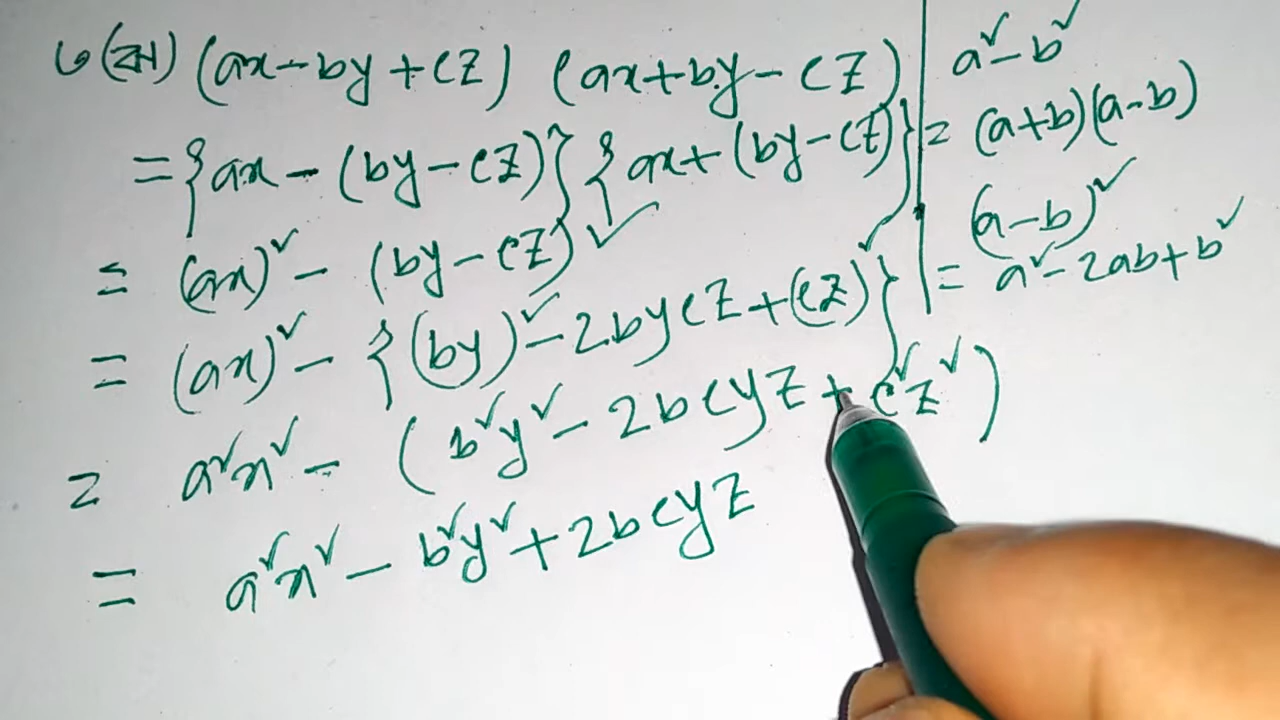 ৩(ঝ) (ax-by+cz) (ax+by-cz)
={ax-(by-cz)}{ax+(by-cz)}
= (ax)² - (by-cz)²
= (ax)² - {(by)² - 2bycz + (cz)²}
= a²x² - (b²y² - 2bcyz + c²z²)
= a²x² - b²y² + 2bcyz
a² - b²
= (a+b)(a-b)
(a-b)²
= a² - 2ab + b²